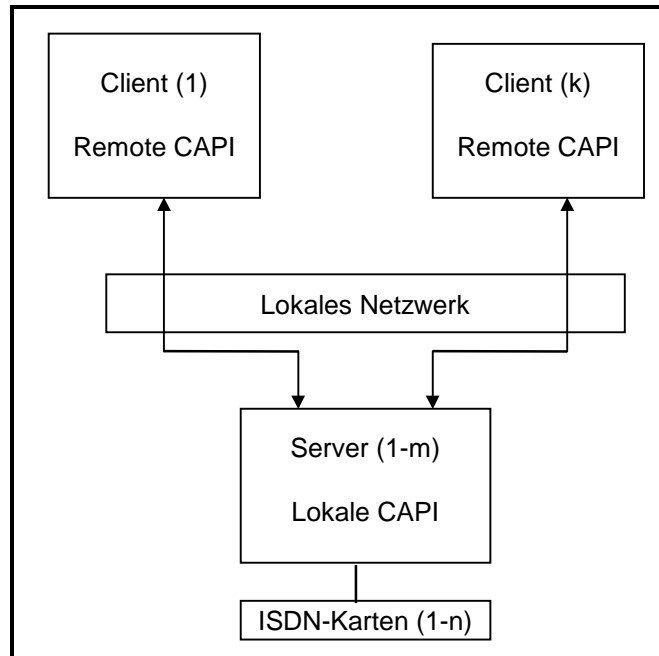 Client (1)
Remote CAPI
Client (k)
Remote CAPI
Lokales Netzwerk
Server (1-m)
Lokale CAPI
ISDN-Karten (1-n)